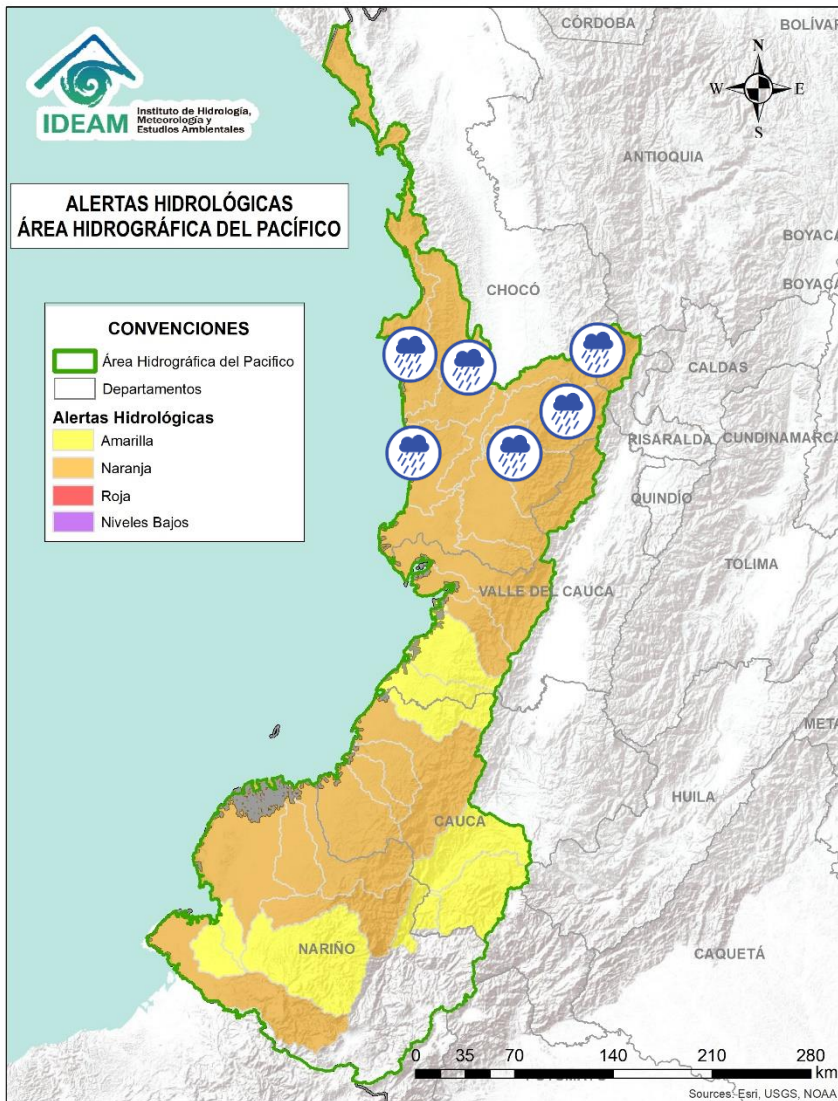 CÓRDOBA
BOLÍVAR
N
W
E
S
IDEAM
Instituto de Hidrología,
Meteorología y
Estudios Ambientales
ANTIOQUIA
ALERTAS HIDROLÓGICAS
ÁREA HIDROGRÁFICA DEL PACÍFICO
BOYACÁ
BOYACÁ
CHOCÓ
CONVENCIONES
Área Hidrográfica del Pacifico
Departamentos
Alertas Hidrológicas
Amarilla
Naranja
Roja
Niveles Bajos
CALDAS
RISARALDA
CUNDINAMARCA
QUINDÍO
TOLIMA
VALLE DEL CAUCA
META
HUILA
CAUCA
NARIÑO
CAQUETÁ
0 35 70 140 210 280
km
Sources: Esri, USGS, NOAA